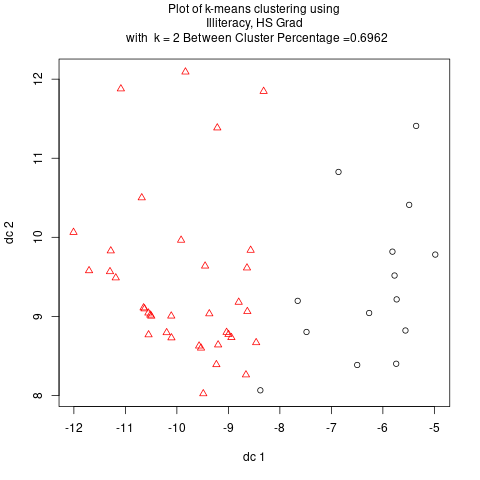 Plot of k-means clustering using
Illiteracy, HS Grad
with k = 2 Between Cluster Percentage =0.6962
dc 2
12
11
10
9
8
-12 -11 -10 -9 -8 -7 -6 -5
dc 1